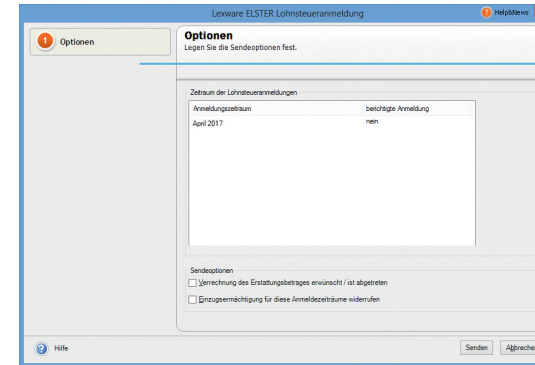 Lexware ELSTER Lohnsteueranmeldung
? Help&News
1 Optionen
Optionen
Legen Sie die Sendeoptionen fest.
Zeitraum der Lohnsteueranmeldungen
Anmeldungszeitraum berichtigte Anmeldung
April 2017 nein
Sendeoptionen
Verrechnung des Erstattungsbetrages erwünscht / ist abgetreten
Einzugsermächtigung für diese Anmeldezeiträume widerrufen
? Hilfe Senden Abbrechen